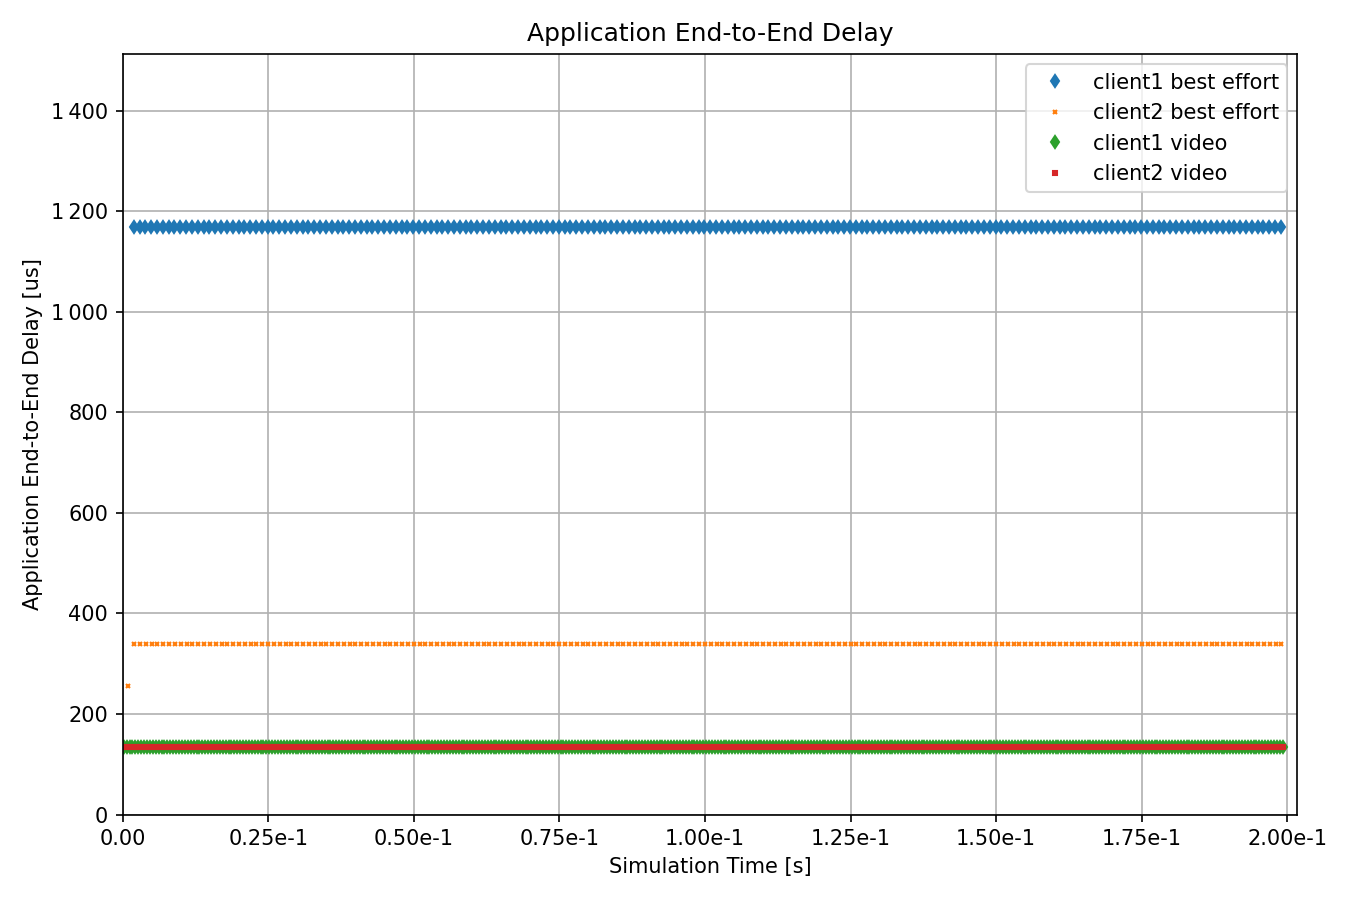 Application End-to-End Delay
client1 best effort
client2 best effort
client1 video
client2 video
Application End-to-End Delay [us]
1 400
1 200
1 000
800
600
400
200
0
0.00 0.25e-1 0.50e-1 0.75e-1 1.00e-1 1.25e-1 1.50e-1 1.75e-1 2.00e-1
Simulation Time [s]